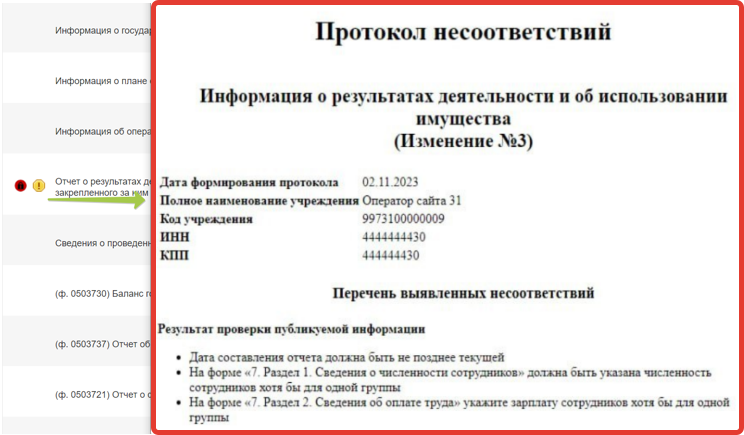 Информация о государ
Информация о плане
Информация об опера
Отчет о результатах де
закрепленного за ним
Сведения о проведенн
(ф. 0503730) Баланс го
(ф. 0503737) Отчет об
(ф. 0503721) Отчет о
Протокол несоответствий
Информация о результатах деятельности и об использовании
имущества
(Изменение №3)
Дата формирования протокола 02.11.2023
Полное наименование учреждения Оператор сайта 31
Код учреждения 9973100000009
ИНН 4444444430
КПП 444444430
Перечень выявленных несоответствий
Результат проверки публикуемой информации
• Дата составления отчета должна быть не позднее текущей
• На форме «7. Раздел 1. Сведения о численности сотрудников» должна быть указана численность
сотрудников хотя бы для одной группы
• На форме «7. Раздел 2. Сведения об оплате труда» укажите зарплату сотрудников хотя бы для одной
группы